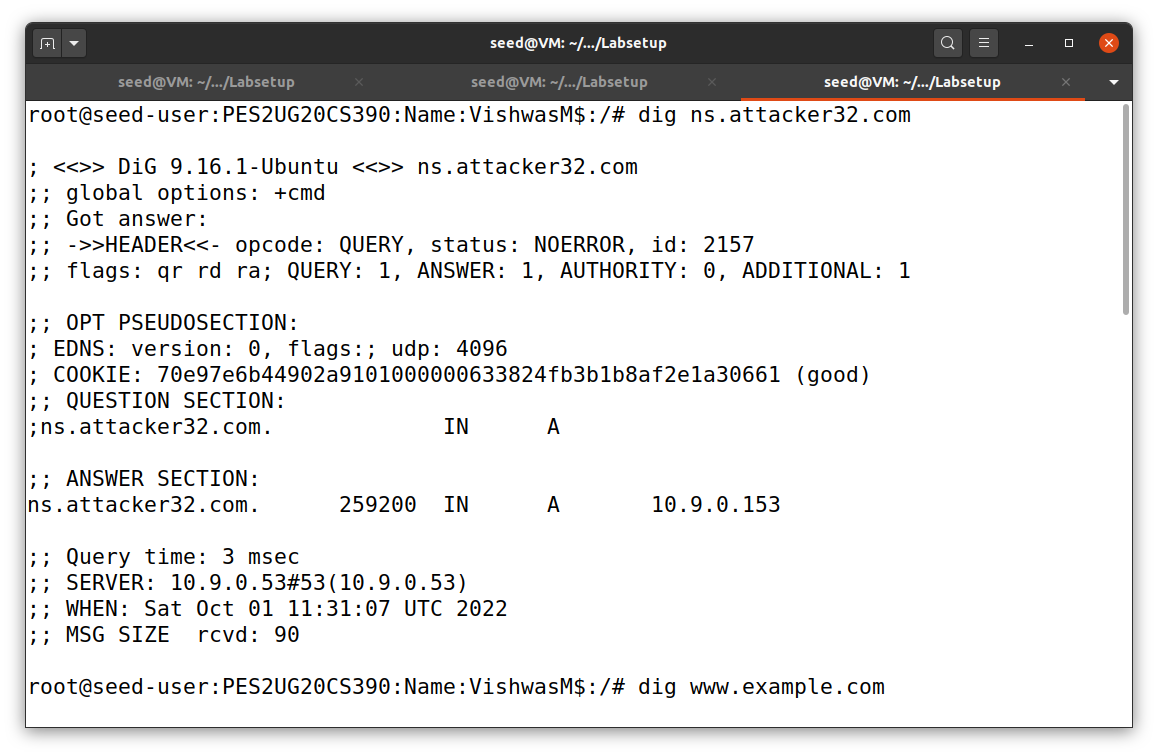 seed@VM: ~/.../Labsetup
seed@VM: ~/.../Labsetup seed@VM: ~/.../Labsetup seed@VM: ~/.../Labsetup
root@seed-user:PES2UG20CS390:Name:VishwasM$:/# dig ns.attacker32.com

; <<>> DiG 9.16.1-Ubuntu <<>> ns.attacker32.com
;; global options: +cmd
;; Got answer:
;; ->>HEADER<<- opcode: QUERY, status: NOERROR, id: 2157
;; flags: qr rd ra; QUERY: 1, ANSWER: 1, AUTHORITY: 0, ADDITIONAL: 1

;; OPT PSEUDOSECTION:
; EDNS: version: 0, flags:; udp: 4096
; COOKIE: 70e97e6b44902a9101000000633824fb3b1b8af2e1a30661 (good)
;; QUESTION SECTION:
;ns.attacker32.com.		IN	A

;; ANSWER SECTION:
ns.attacker32.com.	259200	IN	A	10.9.0.153

;; Query time: 3 msec
;; SERVER: 10.9.0.53#53(10.9.0.53)
;; WHEN: Sat Oct 01 11:31:07 UTC 2022
;; MSG SIZE  rcvd: 90

root@seed-user:PES2UG20CS390:Name:VishwasM$:/# dig www.example.com